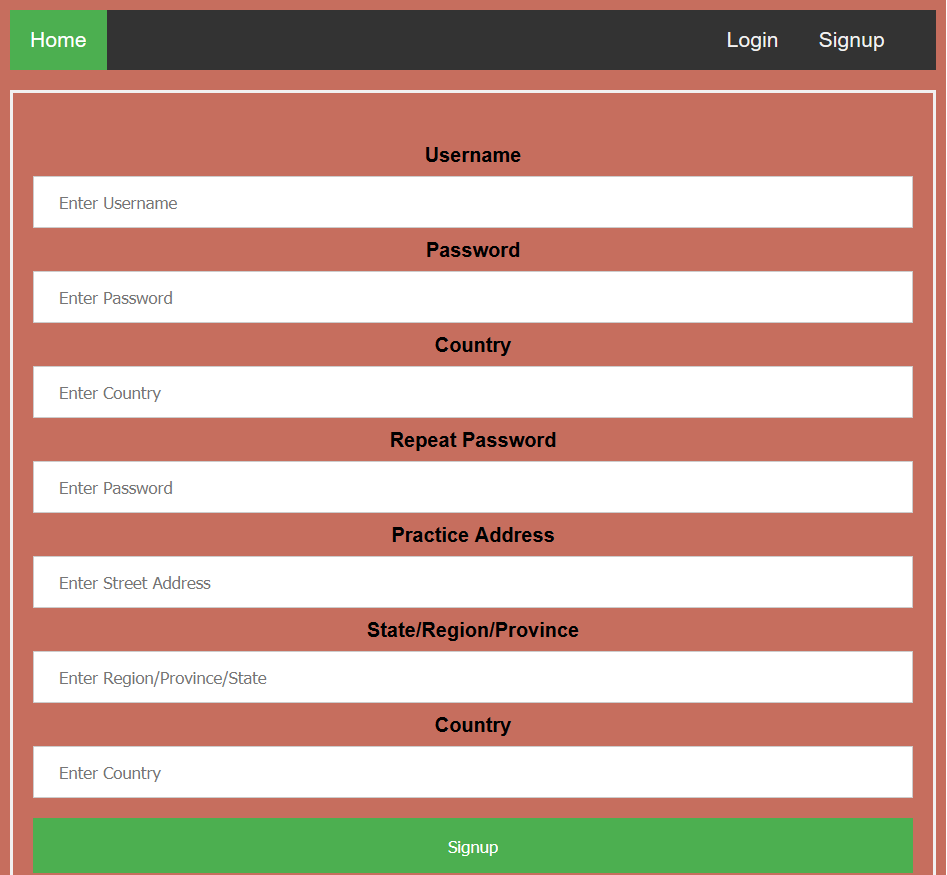 Home Login Signup
Username
Enter Username
Password
Enter Password
Country
Enter Country
Repeat Password
Enter Password
Practice Address
Enter Street Address
State/Region/Province
Enter Region/Province/State
Country
Enter Country
Signup